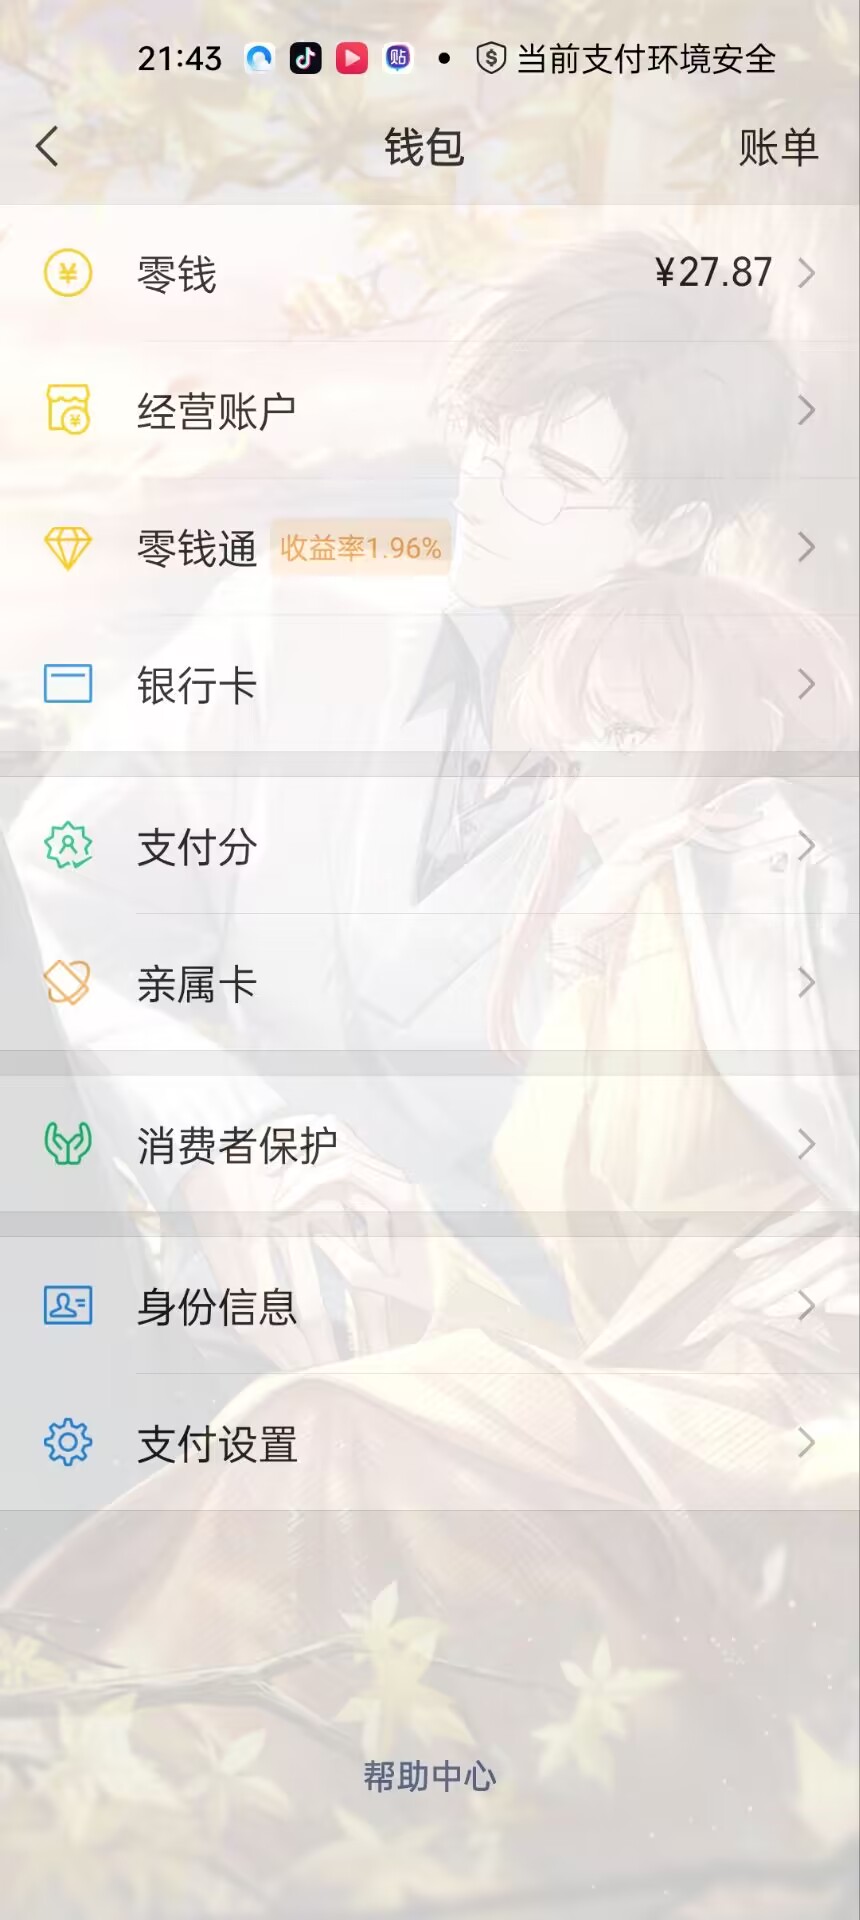 21:43 贴 当前支付环境安全
钱包 账单
零钱 ¥27.87
经营账户
零钱通 收益率1.96%
银行卡
支付分
亲属卡
消费者保护
身份信息
支付设置
帮助中心